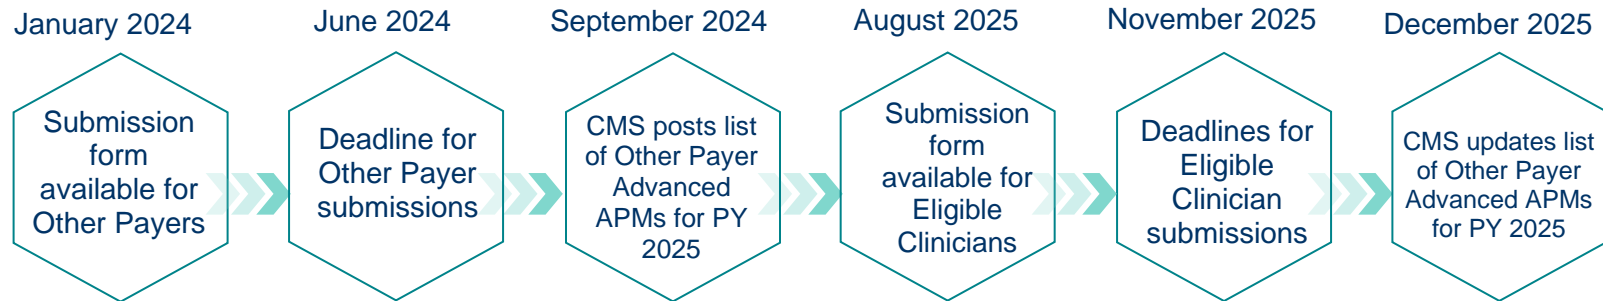 January 2024
Submission
form
available for
Other Payers
June 2024
Deadline for
Other Payer
submissions
September 2024
CMS posts list
of Other Payer
Advanced
APMs for PY
2025
August 2025
Submission
form
available for
Eligible
Clinicians
November 2025
Deadlines for
Eligible
Clinician
submissions
December 2025
CMS updates list
of Other Payer
Advanced APMs
for PY 2025